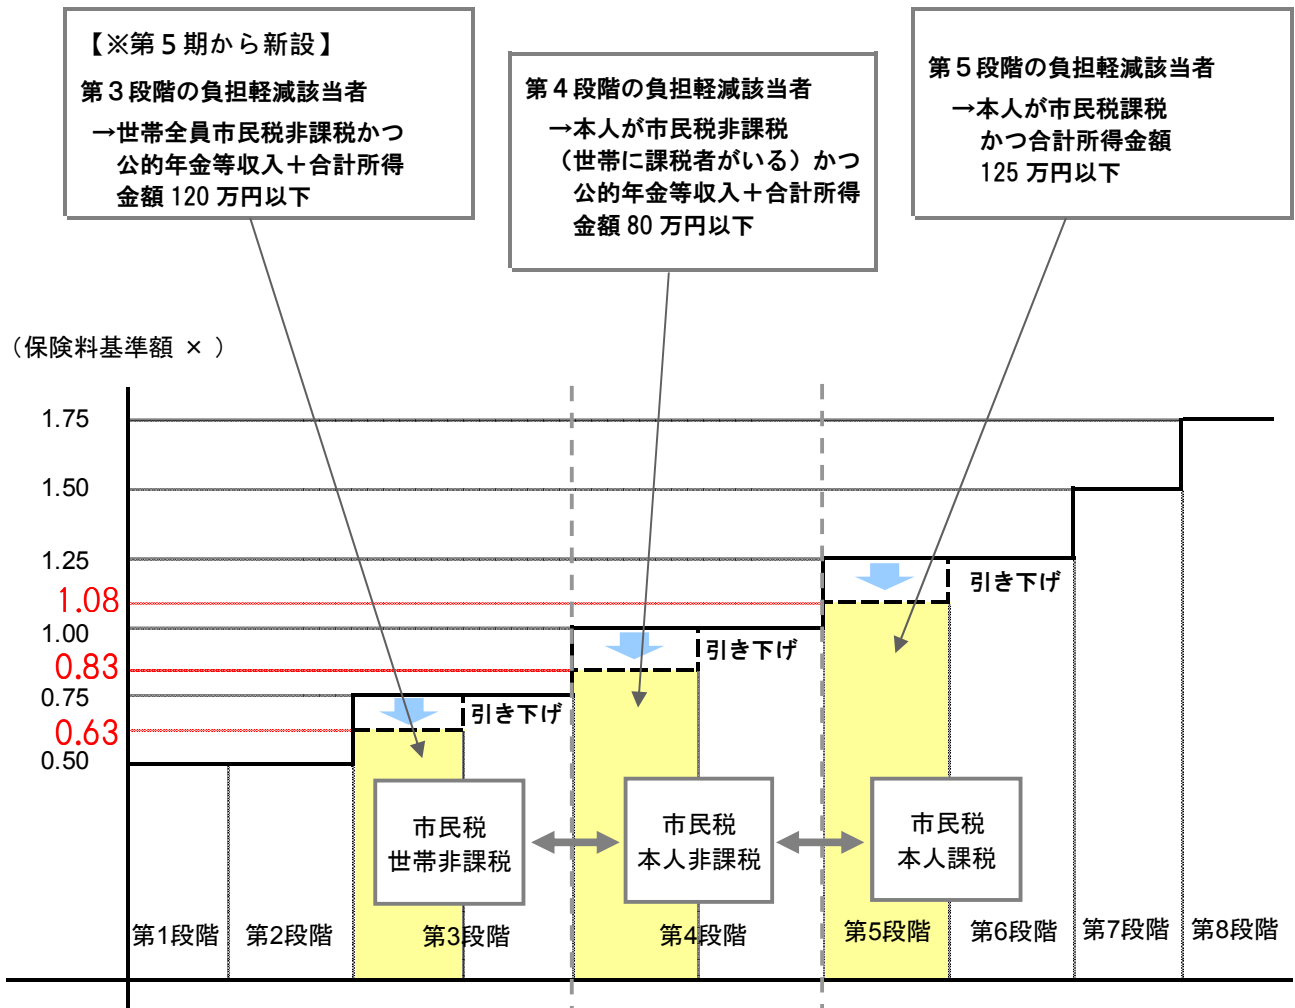 【※第５期から新設】
第３段階の負担軽減該当者
→世帯全員市民税非課税かつ
公的年金等収入＋合計所得
金額 120 万円以下
第４段階の負担軽減該当者
→本人が市民税非課税
（世帯に課税者がいる）かつ
公的年金等収入＋合計所得
金額 80 万円以下
第５段階の負担軽減該当者
→本人が市民税課税
かつ合計所得金額
125 万円以下
（保険料基準額 × ）
1.75
1.50
1.25
1.08
1.00
0.83
0.75
0.63
0.50
引き下げ
引き下げ
引き下げ
市民税
世帯非課税
市民税
本人非課税
市民税
本人課税
第1段階
第2段階
第3段階
第4段階
第5段階
第6段階
第7段階
第8段階